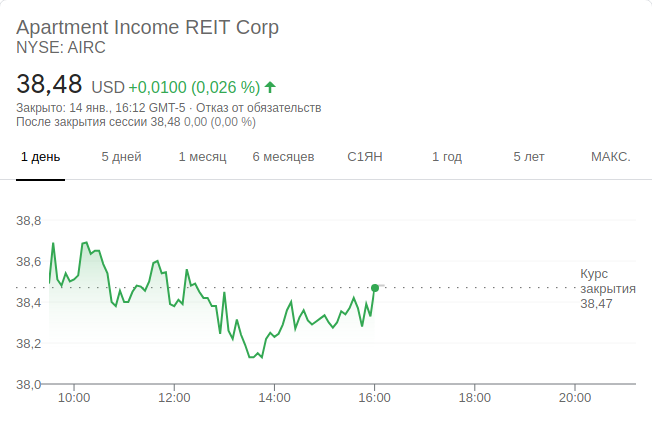 Apartment Income REIT Corp
NYSE: AIRC
38,48 USD +0,0100 (0,026 %)
Закрыто: 14 янв., 16:12 GMT-5 · Отказ от обязательств
После закрытия сессии 38,48 0,00 (0,00 %)
1 день 5 дней 1 месяц 6 месяцев С1ЯН 1 год 5 лет МАКС.
38,8
38,6
38,4
38,2
38,0
Курс
закрытия
38,47
10:00 12:00 14:00 16:00 18:00 20:00